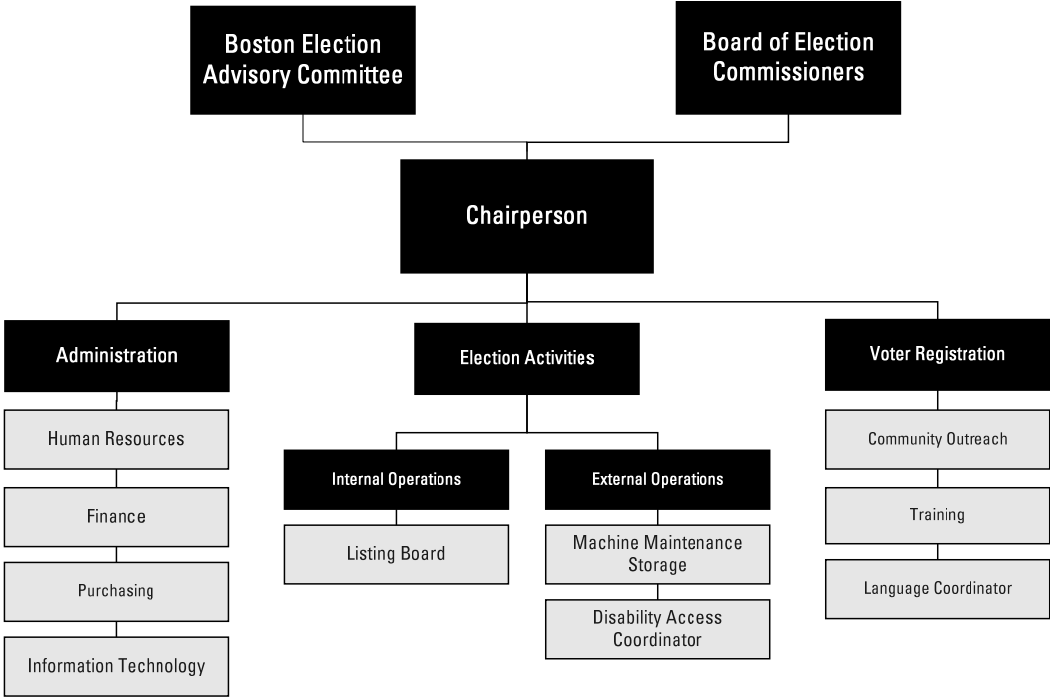 Boston Election
Advisory Committee
Board of Election
Commissioners
Chairperson
Administration
Election Activities
Voter Registration
Human Resources
Finance
Purchasing
Information Technology
Internal Operations
Listing Board
External Operations
Machine Maintenance
Storage
Disability Access
Coordinator
Community Outreach
Training
Language Coordinator